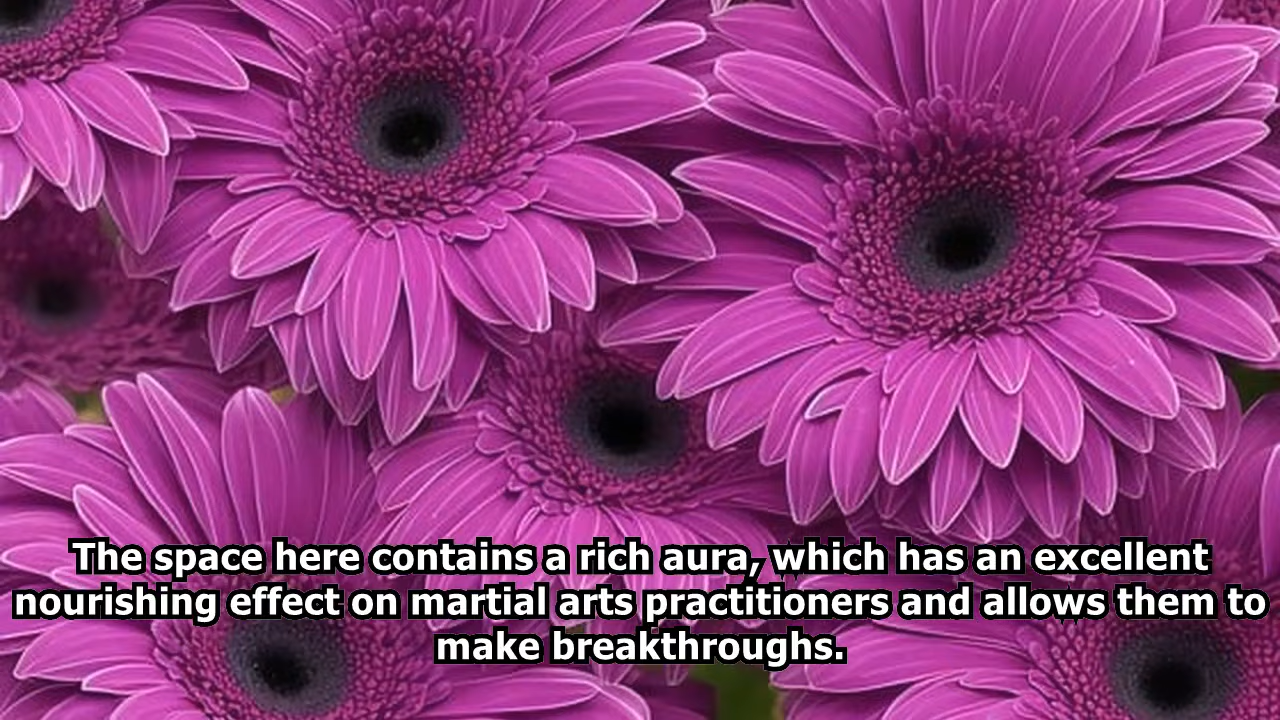 The space here contains a rich aura, which has an excellent
nourishing effect on martial arts practitioners and allows them to
make breakthroughs.